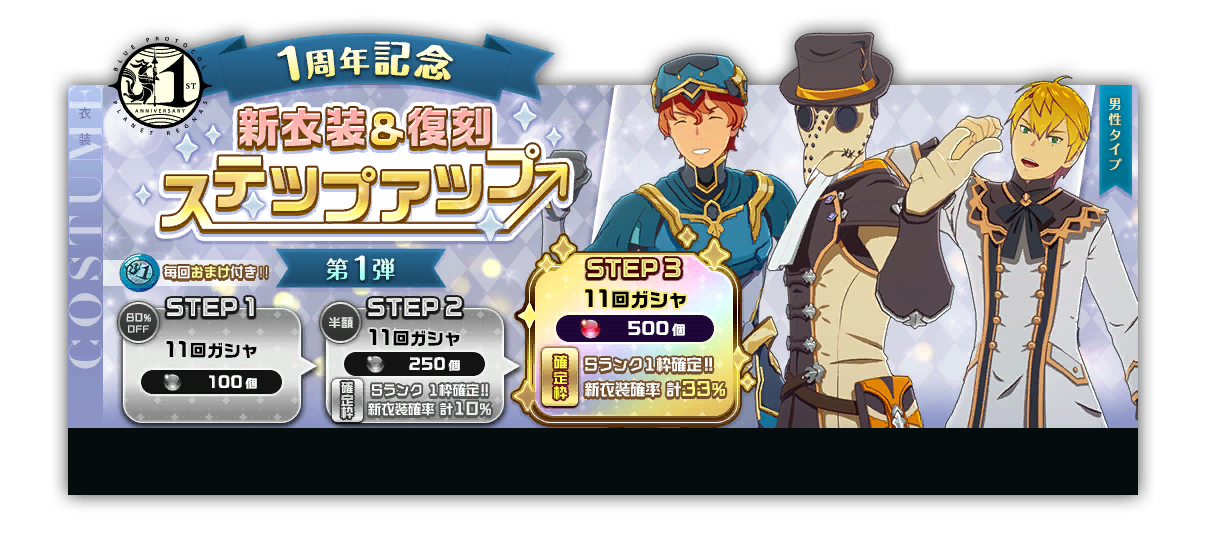 BLUE PROTOCOL
1ST
ANNIVERSARY
PLANET REGNAS
1周年記念
新衣装&復刻
ステップアップ
衣装
COSTUM
男性タイプ
毎回おまけ付き!!
第1弾
80%
OFF
STEP 1
11回ガシャ
100個
半額
STEP 2
11回ガシャ
250個
確定枠
Sランク1枠確定!!
新衣装確率 計10%
STEP 3
11回ガシャ
500個
確定枠
Sランク1枠確定!!
新衣装確率 計33%